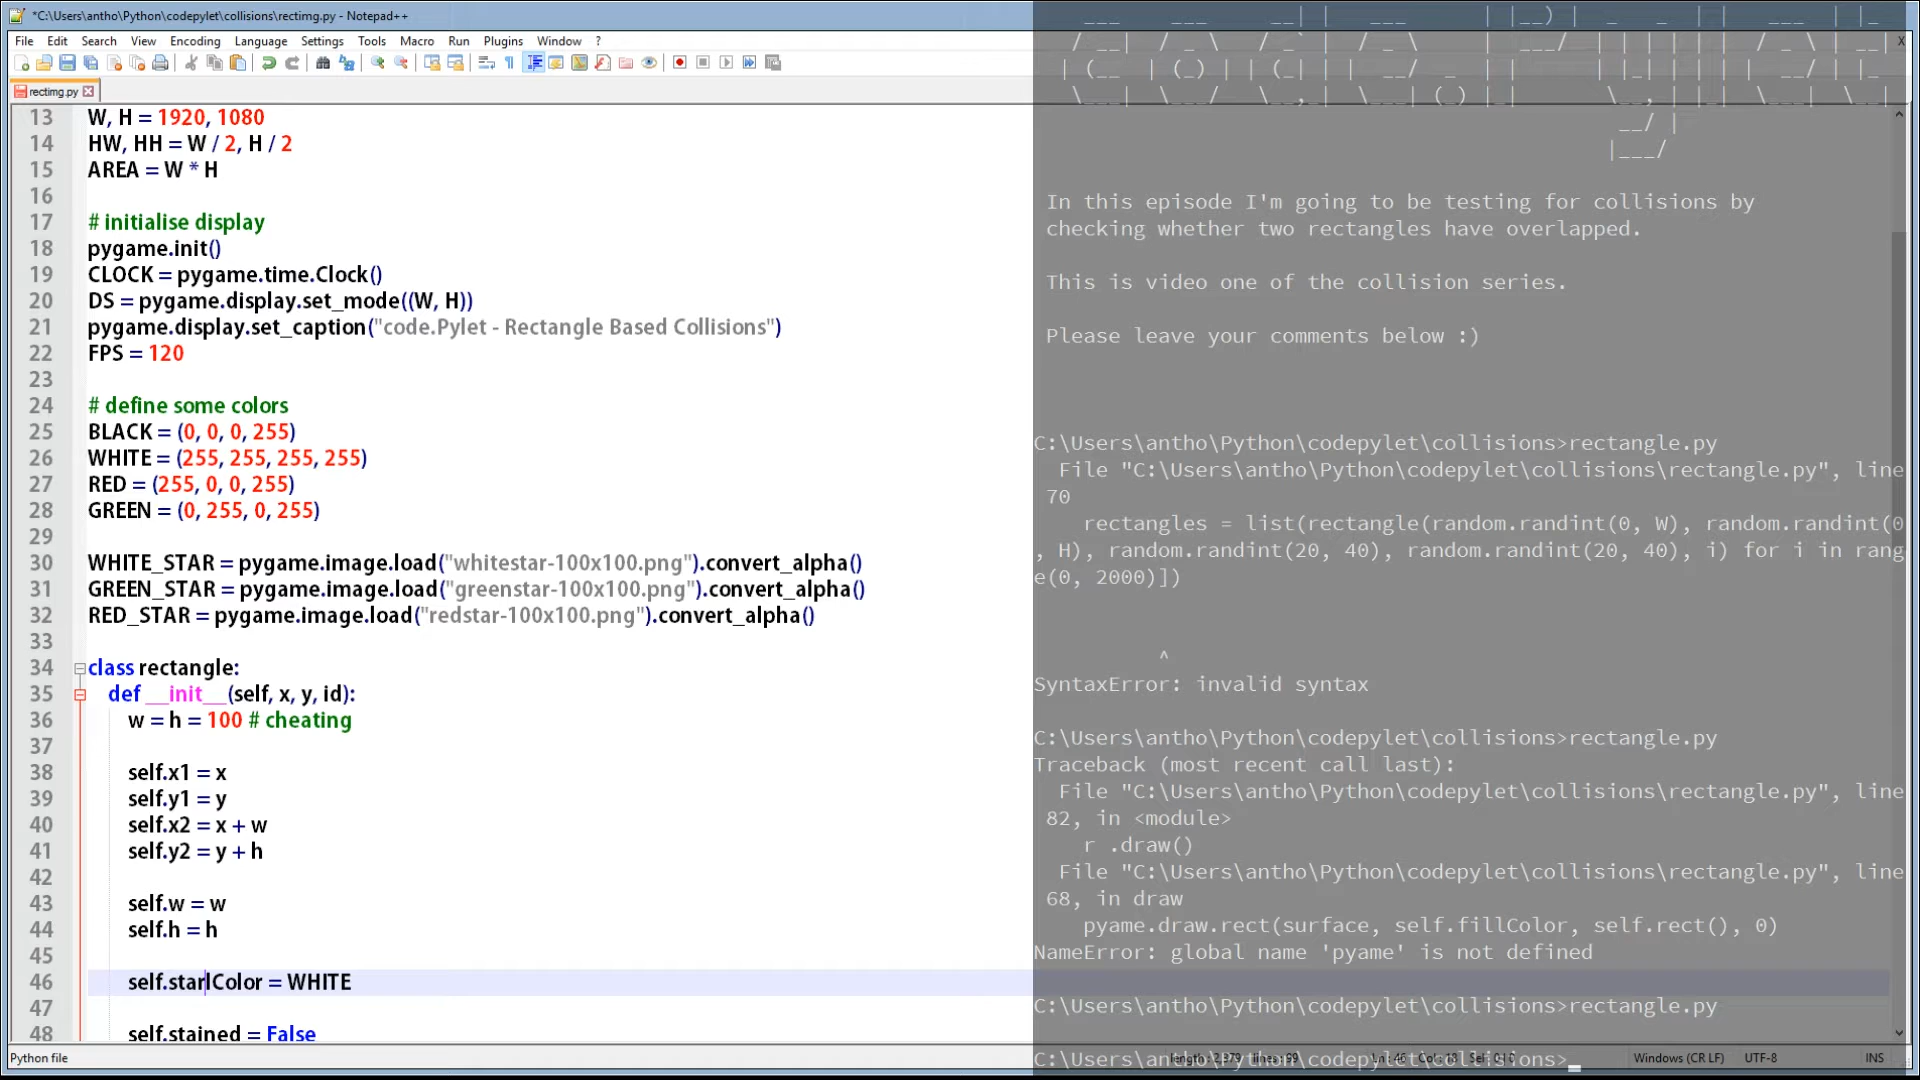 *C:\Users\antho\Python\codepylet\collisions\rectimg.py - Notepad++
File Edit Search View Encoding Language Settings Tools Macro Run Plugins Window ?
X
rectimg.py
13 W, H = 1920, 1080
14 HW, HH = W / 2, H / 2
15 AREA = W * H
16
17 # initialise display
18 pygame.init()
19 CLOCK = pygame.time.Clock()
20 DS = pygame.display.set_mode((W, H))
21 pygame.display.set_caption("code.Pylet - Rectangle Based Collisions")
22 FPS = 120
23
24 # define some colors
25 BLACK = (0, 0, 0, 255)
26 WHITE = (255, 255, 255, 255)
27 RED = (255, 0, 0, 255)
28 GREEN = (0, 255, 0, 255)
29
30 WHITE_STAR = pygame.image.load("whitestar-100x100.png").convert_alpha()
31 GREEN_STAR = pygame.image.load("greenstar-100x100.png").convert_alpha()
32 RED_STAR = pygame.image.load("redstar-100x100.png").convert_alpha()
33
34 class rectangle:
35 def __init__(self, x, y, id):
36 w = h = 100 # cheating
37
38 self.x1 = x
39 self.y1 = y
40 self.x2 = x + w
41 self.y2 = y + h
42
43 self.w = w
44 self.h = h
45
46 self.starlColor = WHITE
47
48 self.stained = False
Python file
Windows (CR LF) UTF-8 INS
In this episode I'm going to be testing for collisions by
checking whether two rectangles have overlapped.
This is video one of the collision series.
Please leave your comments below :)
C:\Users\antho\Python\codepylet\collisions>rectangle.py
File "C:\Users\antho\Python\codepylet\collisions\rectangle.py", line
70
rectangles = list(rectangle(random.randint(0, W), random.randint(0
, H), random.randint(20, 40), random.randint(20, 40), i) for i in rang
e(0, 2000)])
^
SyntaxError: invalid syntax
C:\Users\antho\Python\codepylet\collisions>rectangle.py
Traceback (most recent call last):
File "C:\Users\antho\Python\codepylet\collisions\rectangle.py", line
82, in <module>
r .draw()
File "C:\Users\antho\Python\codepylet\collisions\rectangle.py", line
68, in draw
pyame.draw.rect(surface, self.fillColor, self.rect(), 0)
NameError: global name 'pyame' is not defined
C:\Users\antho\Python\codepylet\collisions>rectangle.py
C:\Users\antho\Python\codepylet\collisions>_